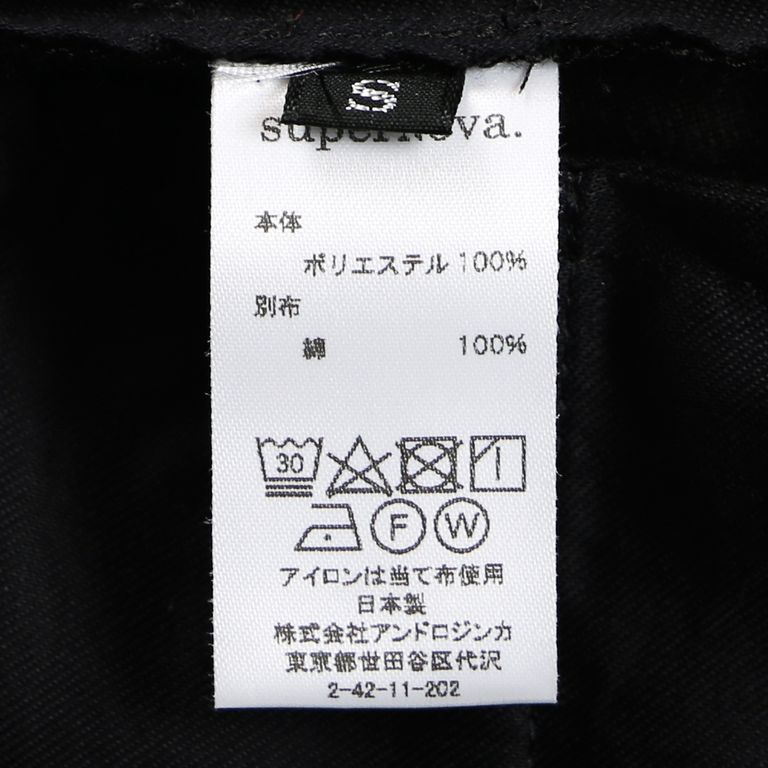 S
supernova.
本体
ポリエステル 100%
別布
綿 100%
30
F W
アイロンは当て布使用
日本製
株式会社アンドロジンカ
東京都世田谷区代沢
2-42-11-202